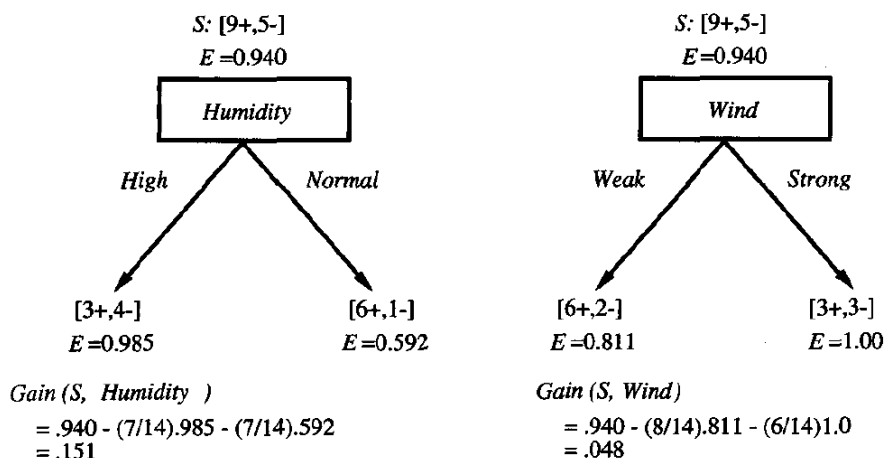 S: [9+,5-]
E =0.940
Humidity
High
Normal
[3+,4-]
[6+,1-]
E =0.985
E =0.592
Gain (S, Humidity )
= .940 - (7/14).985 - (7/14).592
= .151
S: [9+,5-]
E =0.940
Wind
Weak
Strong
[6+,2-]
[3+,3-]
E =0.811
E =1.00
Gain (S, Wind)
= .940 - (8/14).811 - (6/14)1.0
= .048